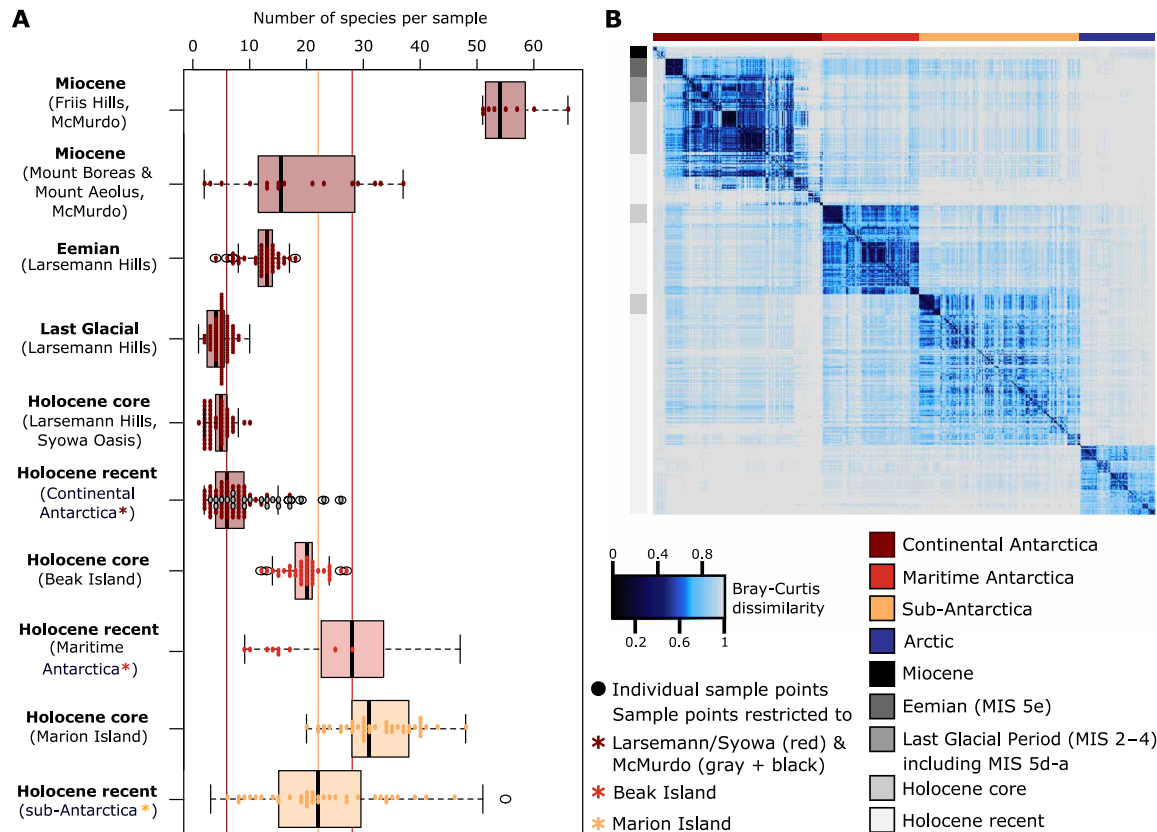 A
Number of species per sample
0 10 20 30 40 50 60
Miocene
(Friis Hills,
McMurdo)
Miocene
(Mount Boreas &
Mount Aeolus,
McMurdo)
Eemian
(Larsemann Hills)
Last Glacial
(Larsemann Hills)
Holocene core
(Larsemann Hills,
Syowa Oasis)
Holocene recent
(Continental
Antarctica*)
Holocene core
(Beak Island)
Holocene recent
(Maritime
Antarctica*)
Holocene core
(Marion Island)
Holocene recent
(sub-Antarctica*)
B
0 0.4 0.8
0.2 0.6 1
Bray-Curtis
dissimilarity
Individual sample points
Sample points restricted to
* Larsemann/Syowa (red) &
McMurdo (gray + black)
* Beak Island
* Marion Island
Continental Antarctica
Maritime Antarctica
Sub-Antarctica
Arctic
Miocene
Eemian (MIS 5e)
Last Glacial Period (MIS 2−4)
including MIS 5d-a
Holocene core
Holocene recent